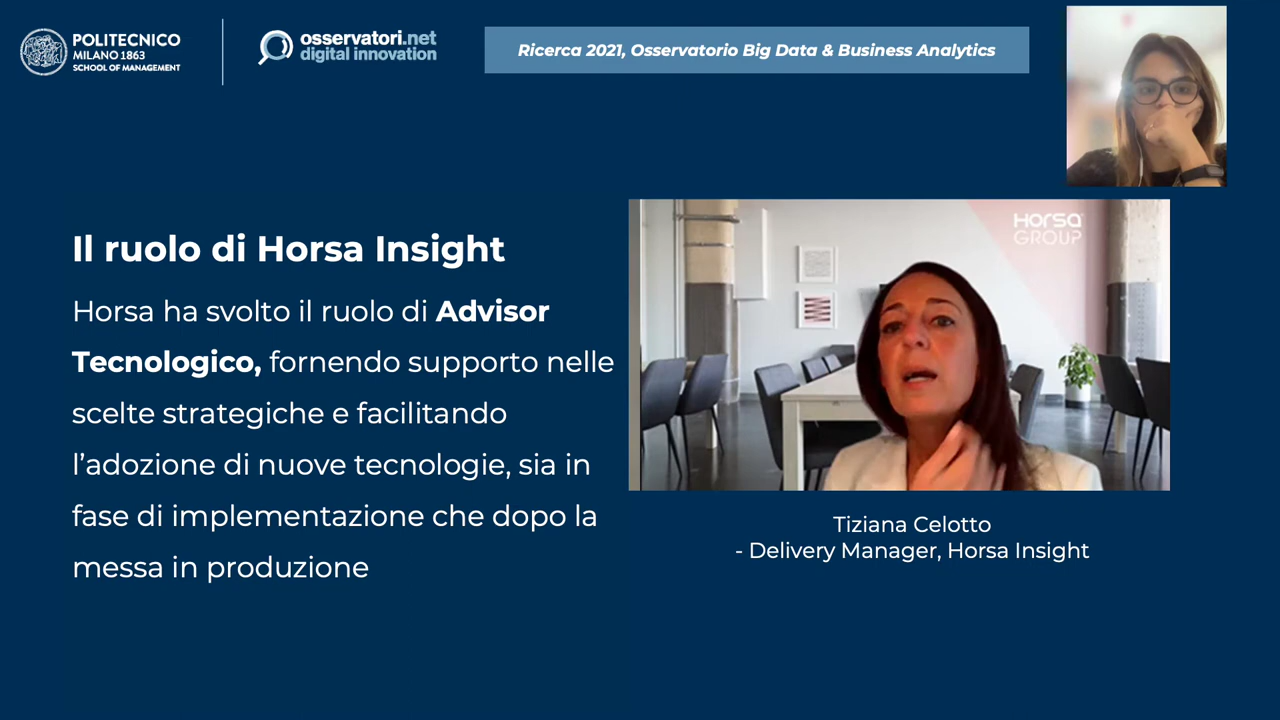 POLITECNICO
MILANO 1863
SCHOOL OF MANAGEMENT
osservatori.net
digital innovation
Ricerca 2021, Osservatorio Big Data & Business Analytics
HORSA
GROUP
Il ruolo di Horsa Insight
Horsa ha svolto il ruolo di Advisor
Tecnologico, fornendo supporto nelle
scelte strategiche e facilitando
l’adozione di nuove tecnologie, sia in
fase di implementazione che dopo la
messa in produzione
Tiziana Celotto
- Delivery Manager, Horsa Insight